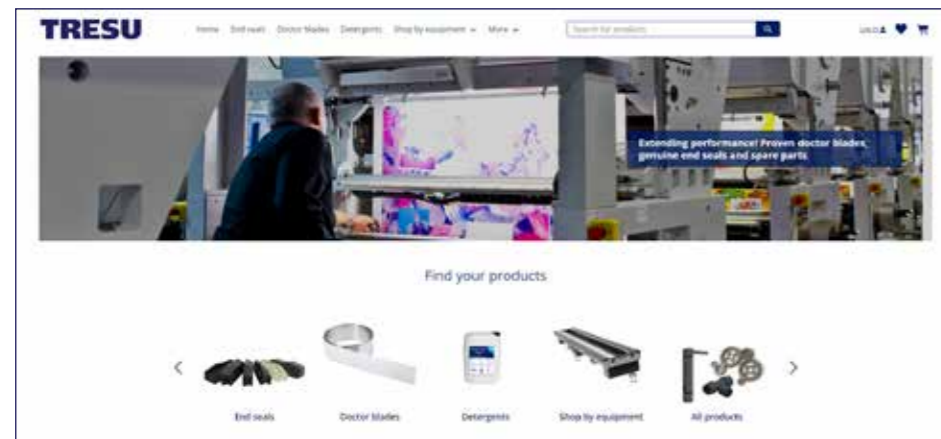 TRESU
Home End seals Doctor blades Detergents Shop by equipment More
Search for products
Extending performance! Proven doctor blades,
genuine end seals and spare parts
Find your products
End seals Doctor blades Detergents Shop by equipment All products